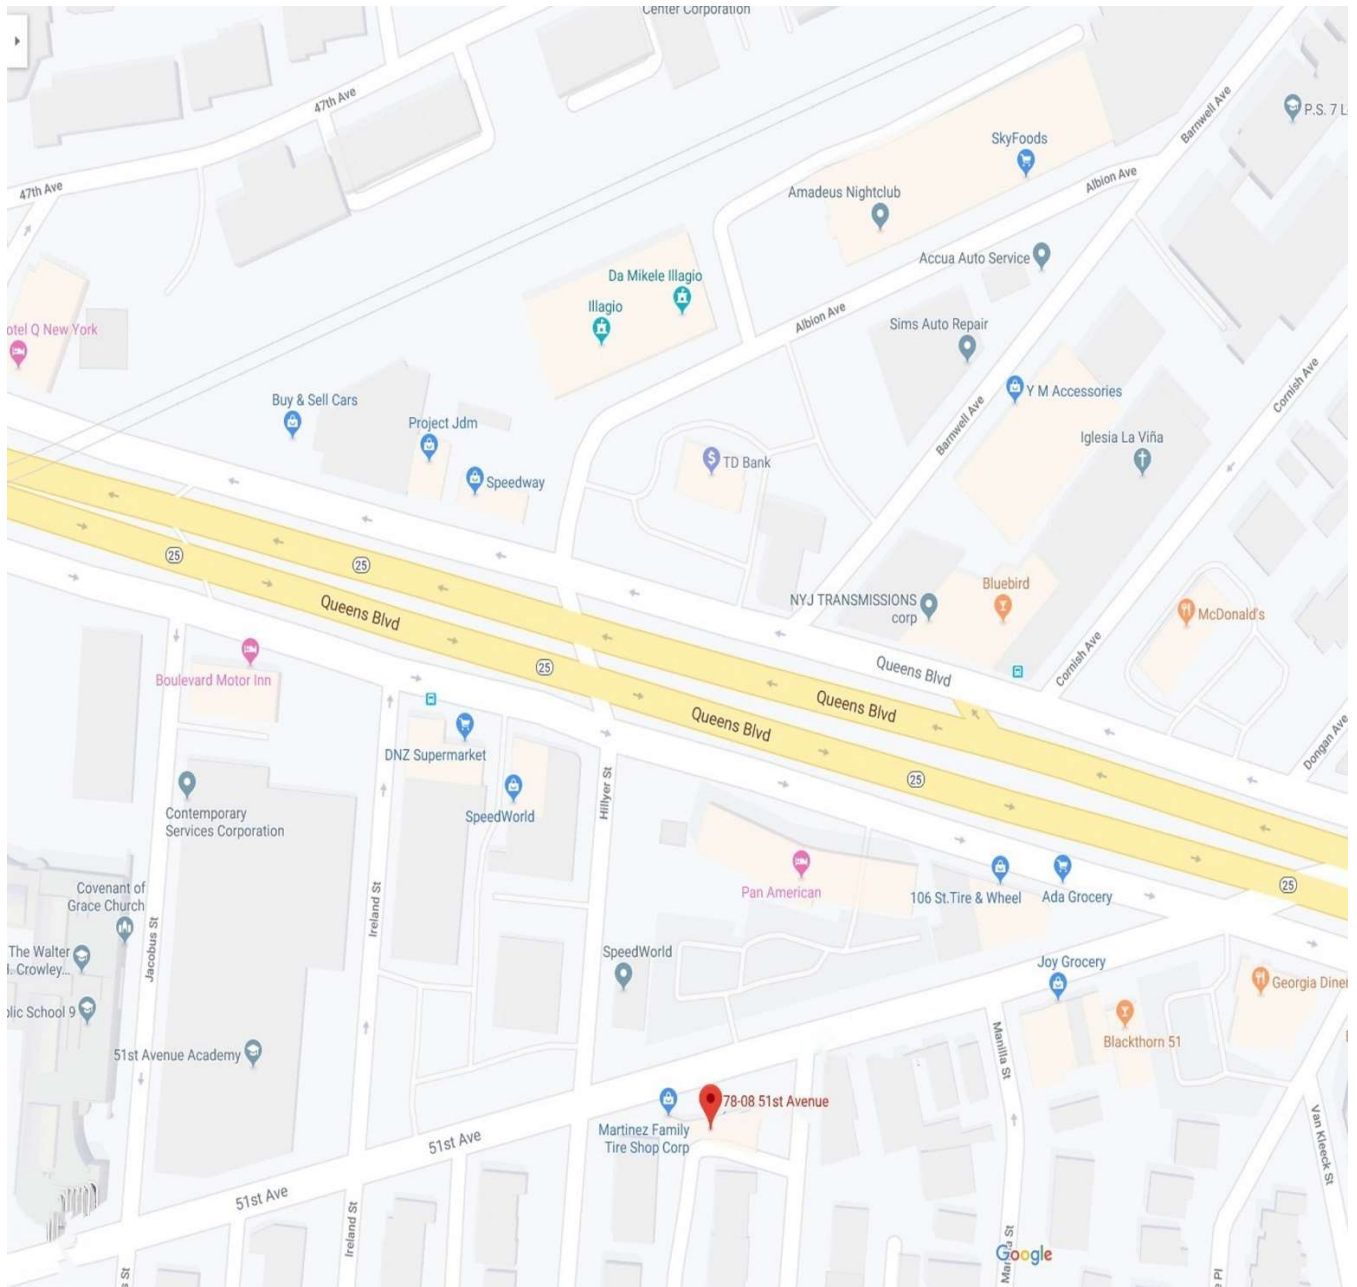 Center Corporation
47th Ave
P.S. 7 L
Barnwell Ave
SkyFoods
47th Ave
Albion Ave
Amadeus Nightclub
Accua Auto Service
Da Mikele Illagio
Illagio
Albion Ave
Sims Auto Repair
otel Q New York
Cornish Ave
Y M Accessories
Buy & Sell Cars
Project Jdm
Barnwell Ave
Iglesia La Viña
TD Bank
Speedway
25
25
Queens Blvd
NYJ TRANSMISSIONS
corp
Bluebird
McDonald's
Cornish Ave
Boulevard Motor Inn
25
Queens Blvd
Queens Blvd
Queens Blvd
Dongan Ave
DNZ Supermarket
25
Hillyer St
Contemporary
Services Corporation
SpeedWorld
Pan American
106 St.Tire & Wheel
Ada Grocery
25
Covenant of
Grace Church
Ireland St
Jacobus St
The Walter
I. Crowley...
SpeedWorld
Joy Grocery
Georgia Diner
olic School 9
51st Avenue Academy
Manilla St
Blackthorn 51
78-08 51st Avenue
Martinez Family
Tire Shop Corp
51st Ave
Van Kleeck St
51st Ave
Ireland St
Google
s St
e Pl